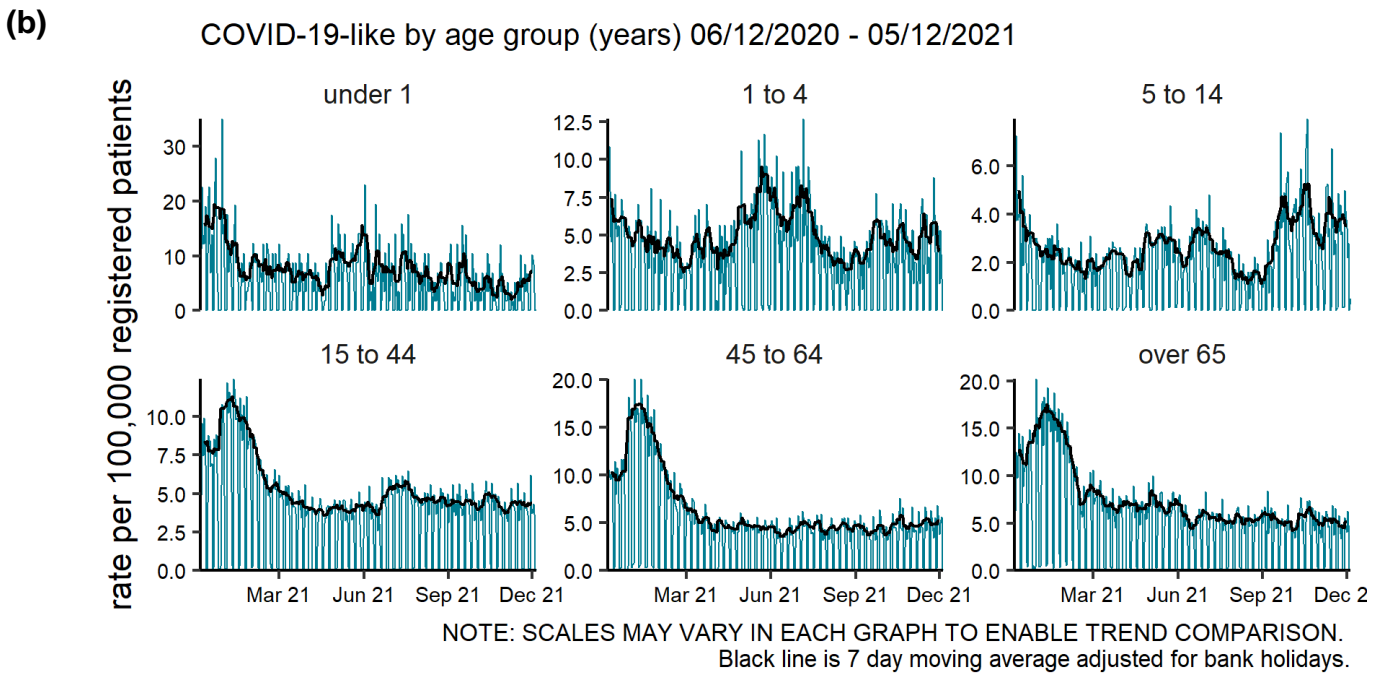 (b)
COVID-19-like by age group (years) 06/12/2020 - 05/12/2021
rate per 100,000 registered patients
under 1
1 to 4
5 to 14
30
20
10
0
12.5
10.0
7.5
5.0
2.5
0.0
6.0
4.0
2.0
0.0
15 to 44
45 to 64
over 65
10.0
7.5
5.0
2.5
0.0
20.0
15.0
10.0
5.0
0.0
20.0
15.0
10.0
5.0
0.0
Mar 21 Jun 21 Sep 21 Dec 21
Mar 21 Jun 21 Sep 21 Dec 21
Mar 21 Jun 21 Sep 21 Dec 2
NOTE: SCALES MAY VARY IN EACH GRAPH TO ENABLE TREND COMPARISON.
Black line is 7 day moving average adjusted for bank holidays.